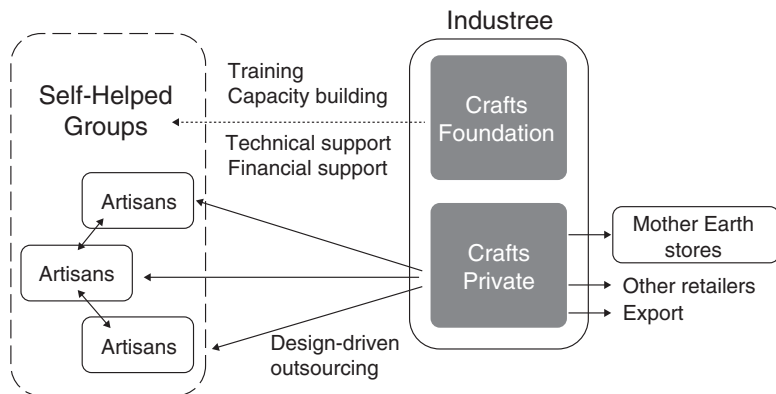 Industree
Self-Helped
Groups
Training
Capacity building
Technical support
Financial support
Crafts
Foundation
Artisans
Artisans
Artisans
Crafts
Private
Mother Earth
stores
Other retailers
Export
Design-driven
outsourcing